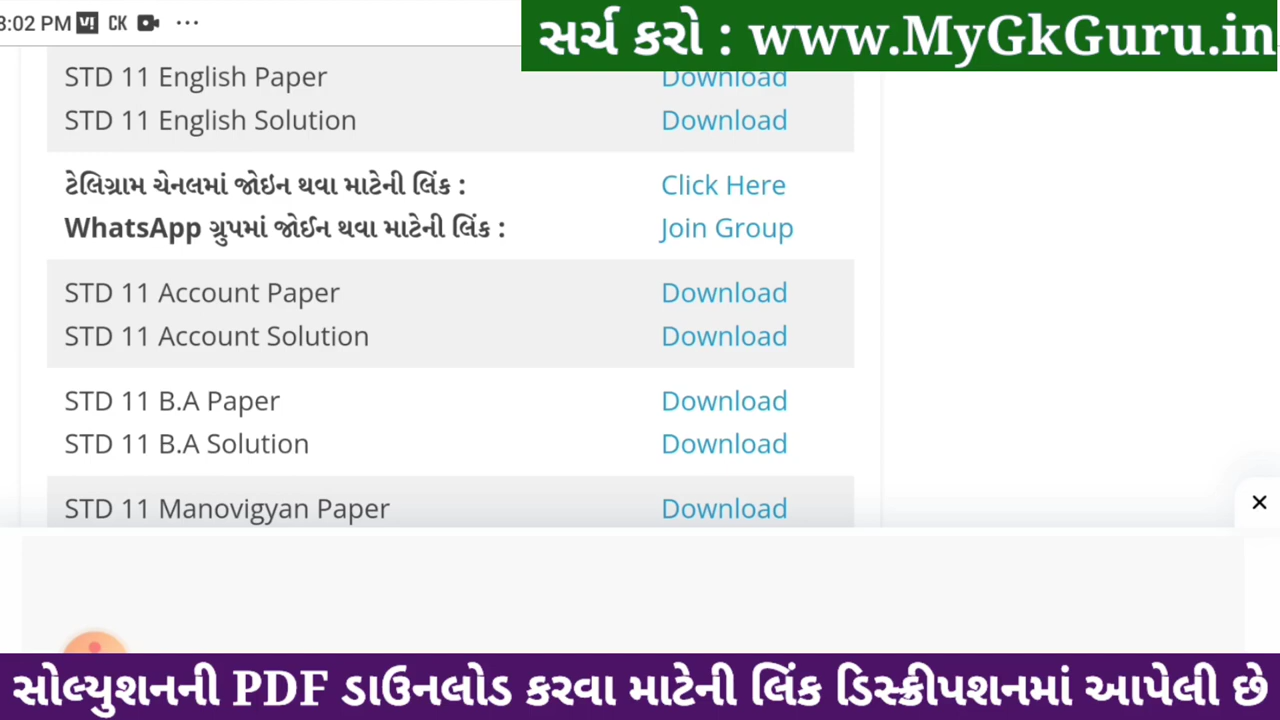 8:02 PM VI CK ...
સર્ચ કરો : www.MyGkGuru.in
STD 11 English Paper Download
STD 11 English Solution Download
ટેલિગ્રામ ચેનલમાં જોઇન થવા માટેની લિંક : Click Here
WhatsApp ગ્રુપમાં જોઈન થવા માટેની લિંક : Join Group
STD 11 Account Paper Download
STD 11 Account Solution Download
STD 11 B.A Paper Download
STD 11 B.A Solution Download
STD 11 Manovigyan Paper Download
સોલ્યુશનની PDF ડાઉનલોડ કરવા માટેની લિંક ડિસ્ક્રીપશનમાં આપેલી છે